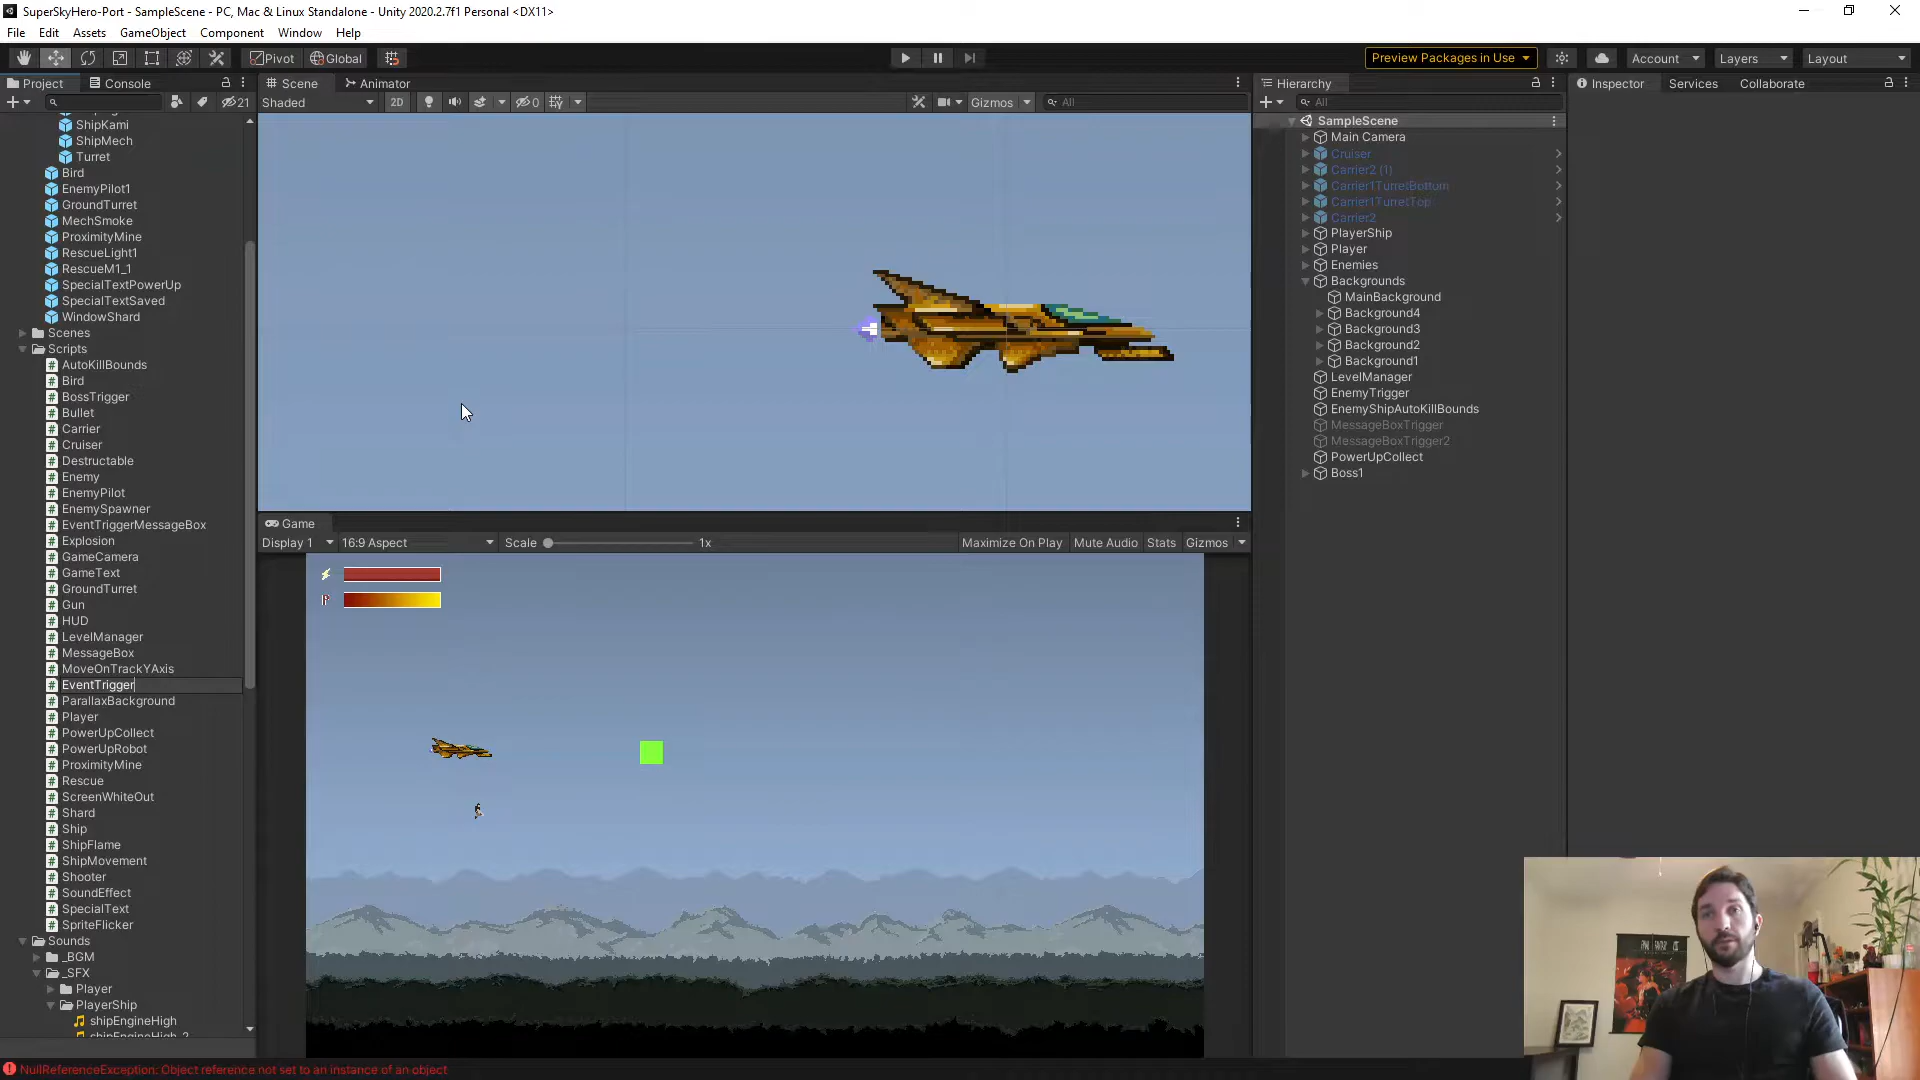 SuperSkyHero-Port - SampleScene - PC, Mac & Linux Standalone - Unity 2020.2.7f1 Personal <DX11>
File Edit Assets GameObject Component Window Help
Pivot Global Preview Packages in Use Account Layers Layout
Project Console Scene Animator Hierarchy Inspector Services Collaborate
21 Shaded 2D 0 Gizmos All All
ShipKami
ShipMech
Turret
Bird
EnemyPilot1
GroundTurret
MechSmoke
ProximityMine
RescueLight1
RescueM1_1
SpecialTextPowerUp
SpecialTextSaved
WindowShard
Scenes
Scripts
AutoKillBounds
Bird
BossTrigger
Bullet
Carrier
Cruiser
Destructable
Enemy
EnemyPilot
EnemySpawner
EventTriggerMessageBox
Explosion
GameCamera
GameText
GroundTurret
Gun
HUD
LevelManager
MessageBox
MoveOnTrackYAxis
EventTrigger
ParallaxBackground
Player
PowerUpCollect
PowerUpRobot
ProximityMine
Rescue
ScreenWhiteOut
Shard
Ship
ShipFlame
ShipMovement
Shooter
SoundEffect
SpecialText
SpriteFlicker
Sounds
_BGM
_SFX
Player
PlayerShip
shipEngineHigh
shipEngineHigh_2
Game
Display 1 16:9 Aspect Scale 1x Maximize On Play Mute Audio Stats Gizmos
P
SampleScene
Main Camera
Cruiser
Carrier2 (1)
Carrier1TurretBottom
Carrier1TurretTop
Carrier2
PlayerShip
Player
Enemies
Backgrounds
MainBackground
Background4
Background3
Background2
Background1
LevelManager
EnemyTrigger
EnemyShipAutoKillBounds
MessageBoxTrigger
MessageBoxTrigger2
PowerUpCollect
Boss1
NullReferenceException: Object reference not set to an instance of an object